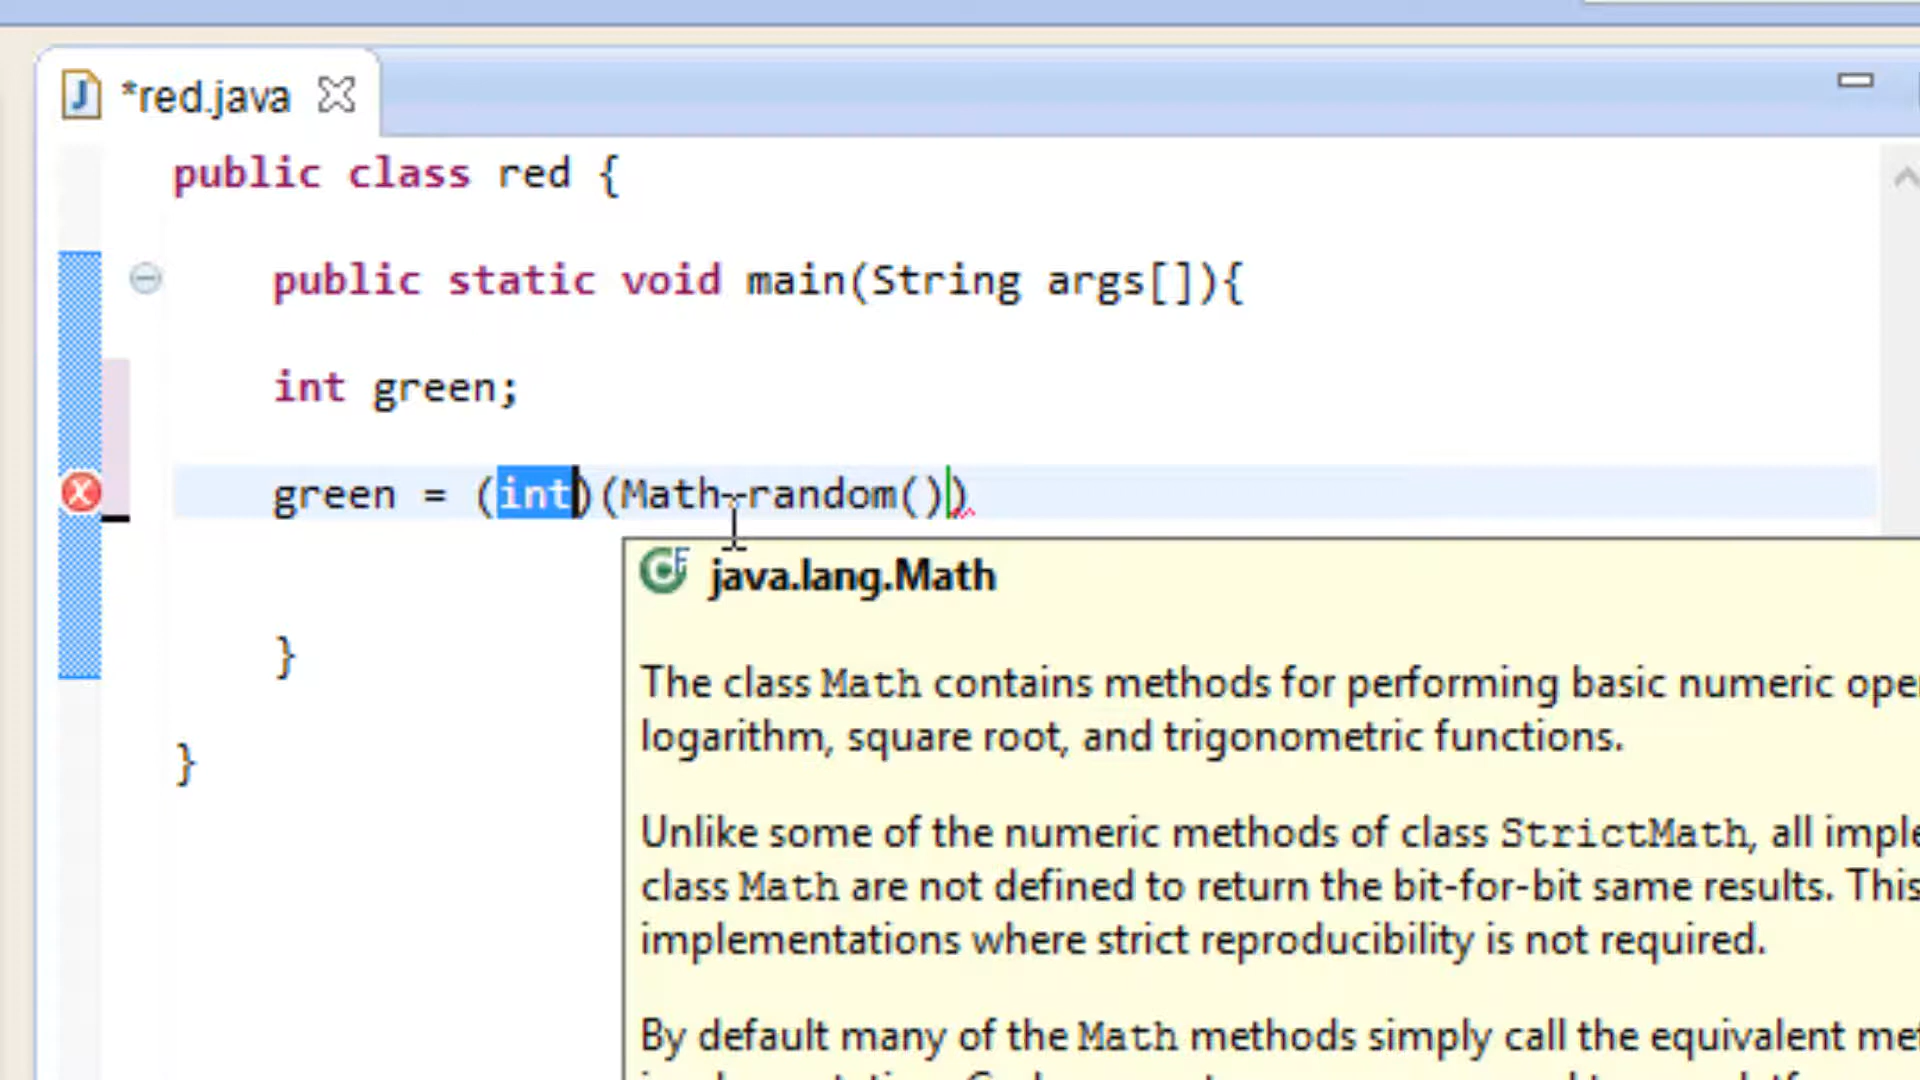 *red.java
public class red {
public static void main(String args[]){
int green;
green = (int)(Math.random())
java.lang.Math
}
The class Math contains methods for performing basic numeric
logarithm, square root, and trigonometric functions.
}
Unlike some of the numeric methods of class StrictMath, all
class Math are not defined to return the bit-for-bit same results. This
implementations where strict reproducibility is not required.
By default many of the Math methods simply call the equivalent